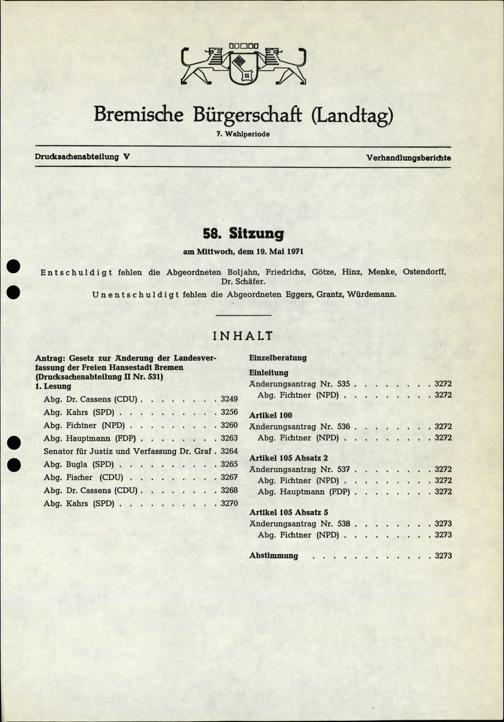 Bremische Bürgerschaft (Landtag)
7. Wahlperiode
Drucksachenabteilung V
Verhandlungsberichte
58. Sitzung
am Mittwoch, dem 19. Mai 1971
Entschuldigt fehlen die Abgeordneten Boljahn, Friedrichs, Götze, Hinz, Menke, Ostendorff,
Dr. Schäfer.
Unentschuldigt fehlen die Abgeordneten Eggers, Grantz, Würdemann.
INHALT
Antrag: Gesetz zur Änderung der Landesver-
fassung der Freien Hansestadt Bremen
(Drucksachenabteilung II Nr. 531)
1. Lesung
Abg. Dr. Cassens (CDU) . . . . . . . . 3249
Abg. Kahrs (SPD) . . . . . . . . . . 3256
Abg. Fichtner (NPD) . . . . . . . . . 3260
Abg. Hauptmann (FDP) . . . . . . . . 3263
Senator für Justiz und Verfassung Dr. Graf . 3264
Abg. Bugla (SPD) . . . . . . . . . . 3265
Abg. Fischer (CDU) . . . . . . . . . 3267
Abg. Dr. Cassens (CDU) . . . . . . . . 3268
Abg. Kahrs (SPD) . . . . . . . . . . 3270
Einzelberatung
Einleitung
Änderungsantrag Nr. 535 . . . . . . . . 3272
Abg. Fichtner (NPD) . . . . . . . . . 3272
Artikel 100
Änderungsantrag Nr. 536 . . . . . . . . 3272
Abg. Fichtner (NPD) . . . . . . . . . 3272
Artikel 105 Absatz 2
Änderungsantrag Nr. 537 . . . . . . . . 3272
Abg. Fichtner (NPD) . . . . . . . . . 3272
Abg. Hauptmann (FDP) . . . . . . . . 3272
Artikel 105 Absatz 5
Änderungsantrag Nr. 538 . . . . . . . . 3273
Abg. Fichtner (NPD) . . . . . . . . . 3273
Abstimmung . . . . . . . . . . . . 3273